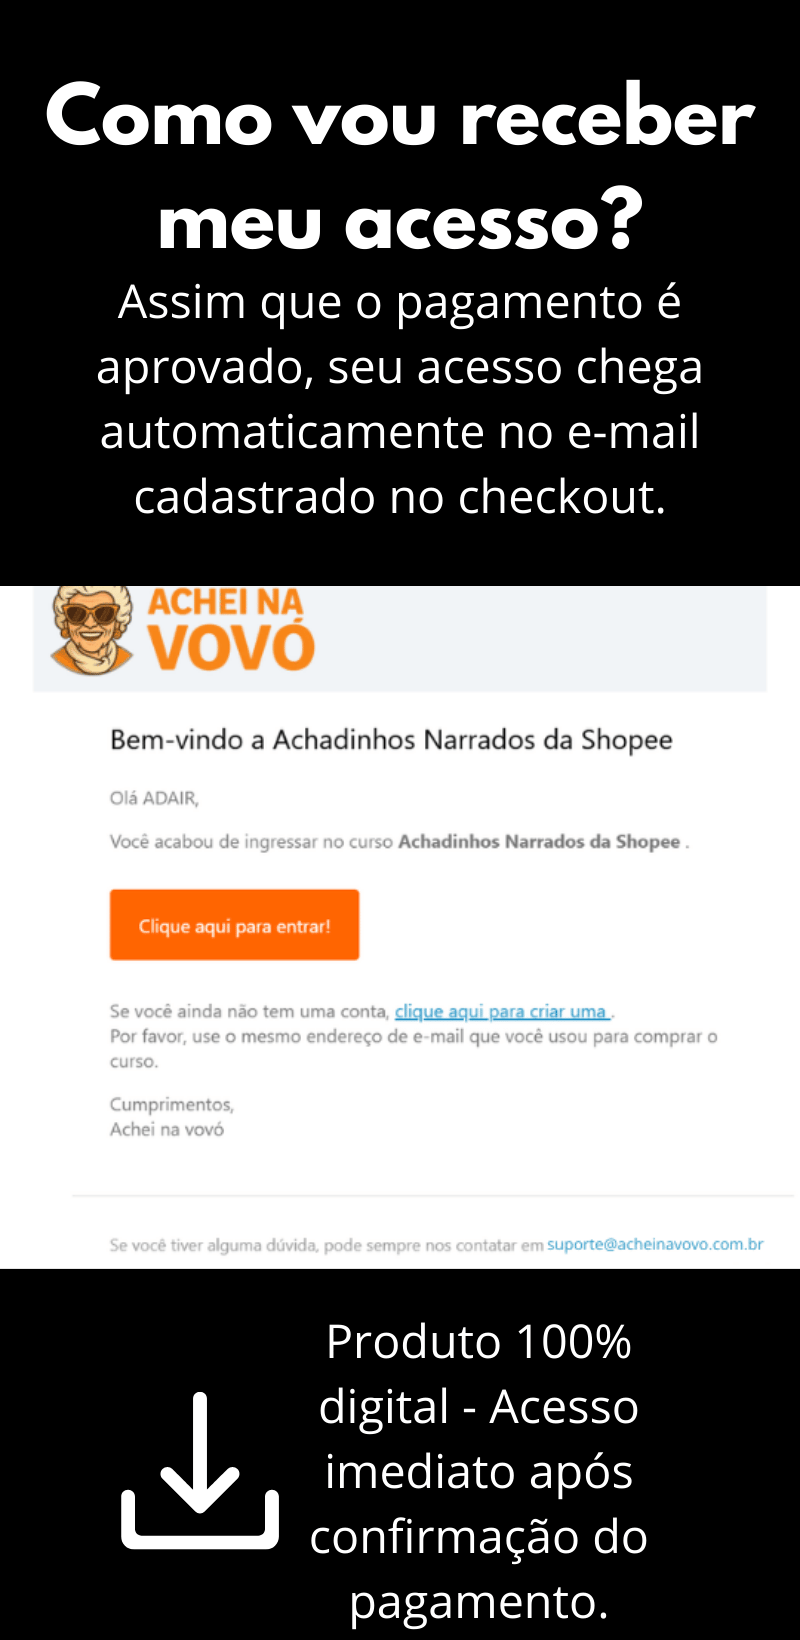 Como vou receber
meu acesso?
Assim que o pagamento é
aprovado, seu acesso chega
automaticamente no e-mail
cadastrado no checkout.
ACHEI NA
VOVÓ
Bem-vindo a Achadinhos Narrados da Shopee
Olá ADAIR,
Você acabou de ingressar no curso Achadinhos Narrados da Shopee .
Clique aqui para entrar!
Se você ainda não tem uma conta, clique aqui para criar uma .
Por favor, use o mesmo endereço de e-mail que você usou para comprar o
curso.
Cumprimentos,
Achei na vovó
Se você tiver alguma dúvida, pode sempre nos contatar em suporte@acheinavovo.com.br
Produto 100%
digital - Acesso
imediato após
confirmação do
pagamento.